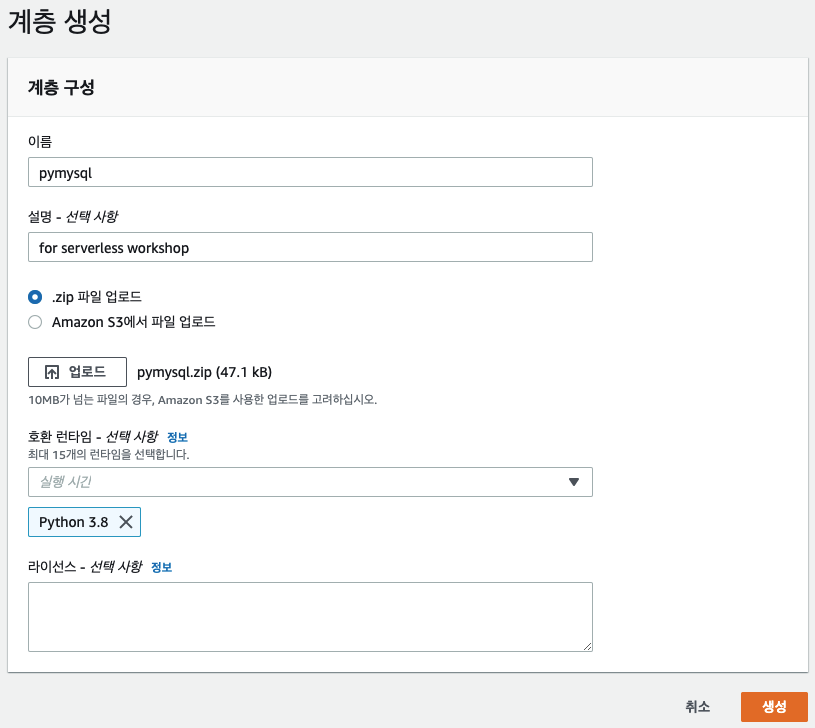 계층 생성
계층 구성
이름
pymysql
설명 - 선택 사항
for serverless workshop
.zip 파일 업로드
Amazon S3에서 파일 업로드
업로드 pymysql.zip (47.1 kB)
10MB가 넘는 파일의 경우, Amazon S3를 사용한 업로드를 고려하십시오.
호환 런타임 - 선택 사항 정보
최대 15개의 런타임을 선택합니다.
실행 시간
Python 3.8
라이선스 - 선택 사항 정보
취소 생성